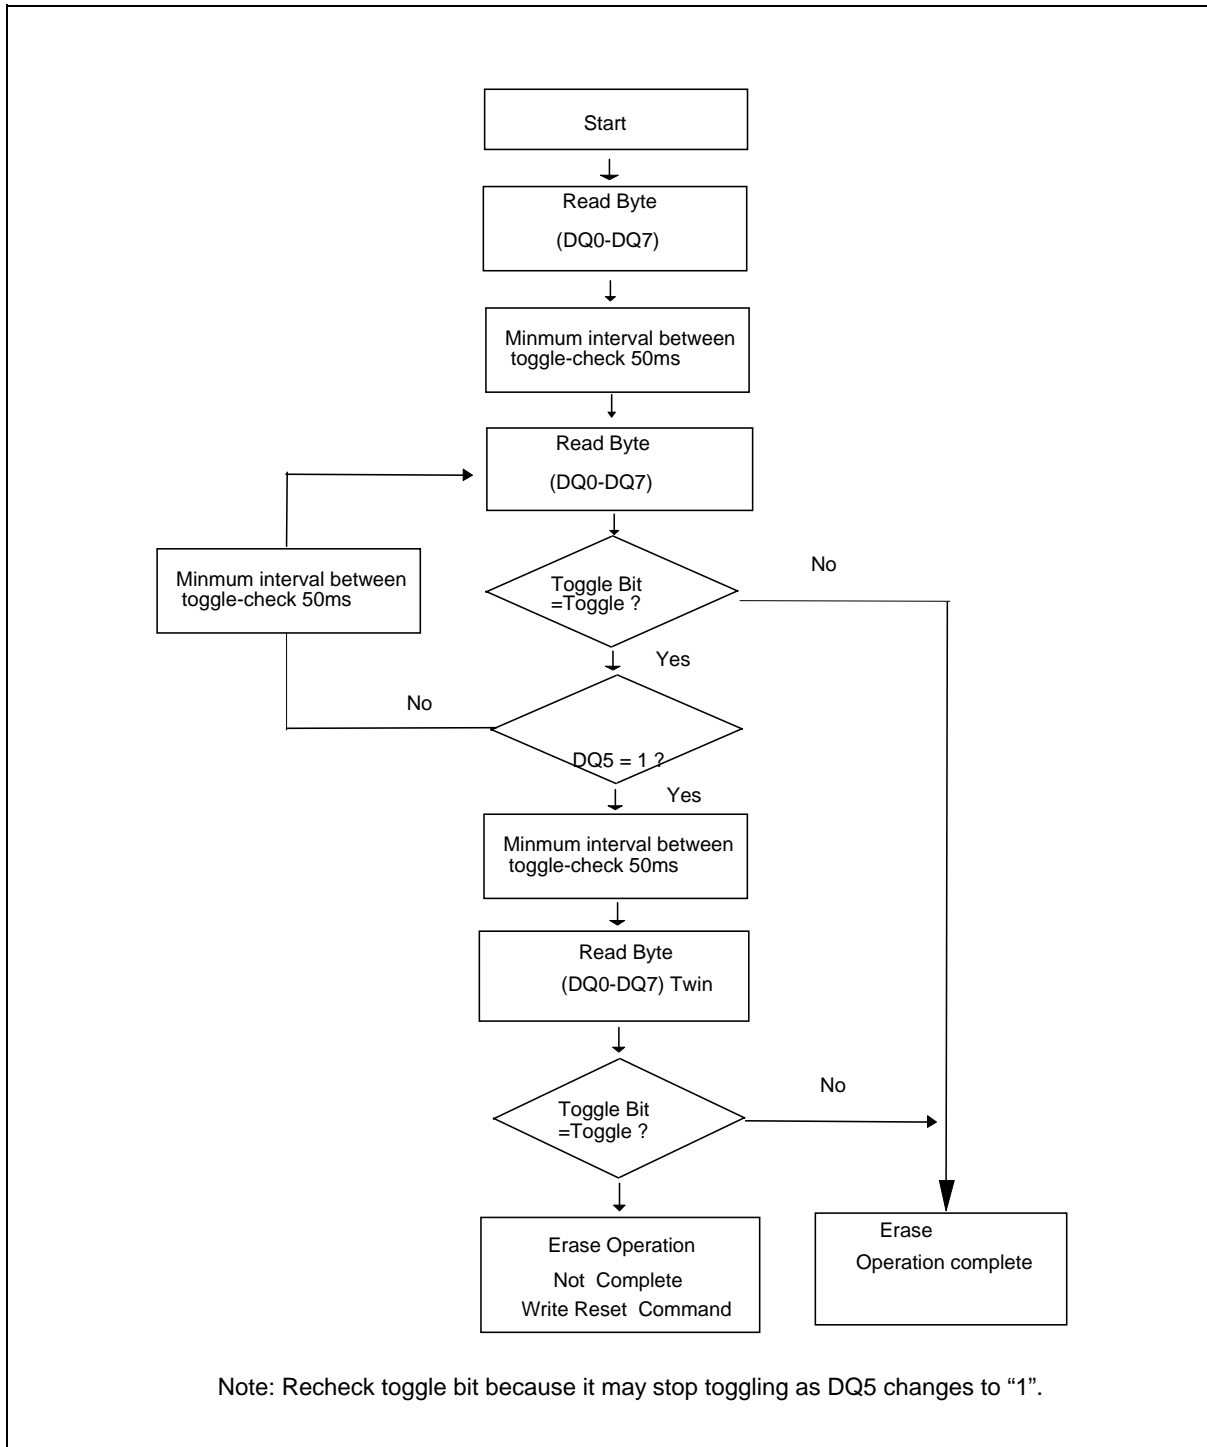 Start
Read Byte
(DQ0-DQ7)
Minmum interval between
toggle-check 50ms
Read Byte
(DQ0-DQ7)
Minmum interval between
toggle-check 50ms
Toggle Bit
=Toggle ?
No
Yes
No
DQ5 = 1 ?
Yes
Minmum interval between
toggle-check 50ms
Read Byte
(DQ0-DQ7) Twin
Toggle Bit
=Toggle ?
No
Erase Operation
Not Complete
Write Reset Command
Erase
Operation complete
Note: Recheck toggle bit because it may stop toggling as DQ5 changes to “1”.